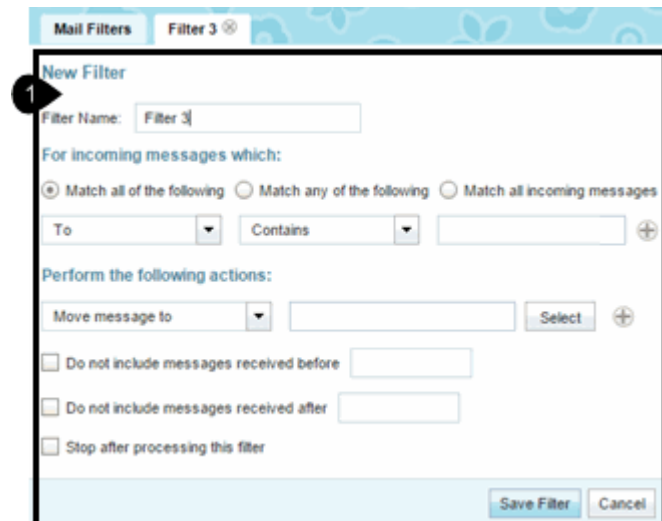 Mail Filters Filter 3
New Filter
1
Filter Name: Filter 3
For incoming messages which:
Match all of the following Match any of the following Match all incoming messages
To Contains
Perform the following actions:
Move message to Select
Do not include messages received before
Do not include messages received after
Stop after processing this filter
Save Filter Cancel